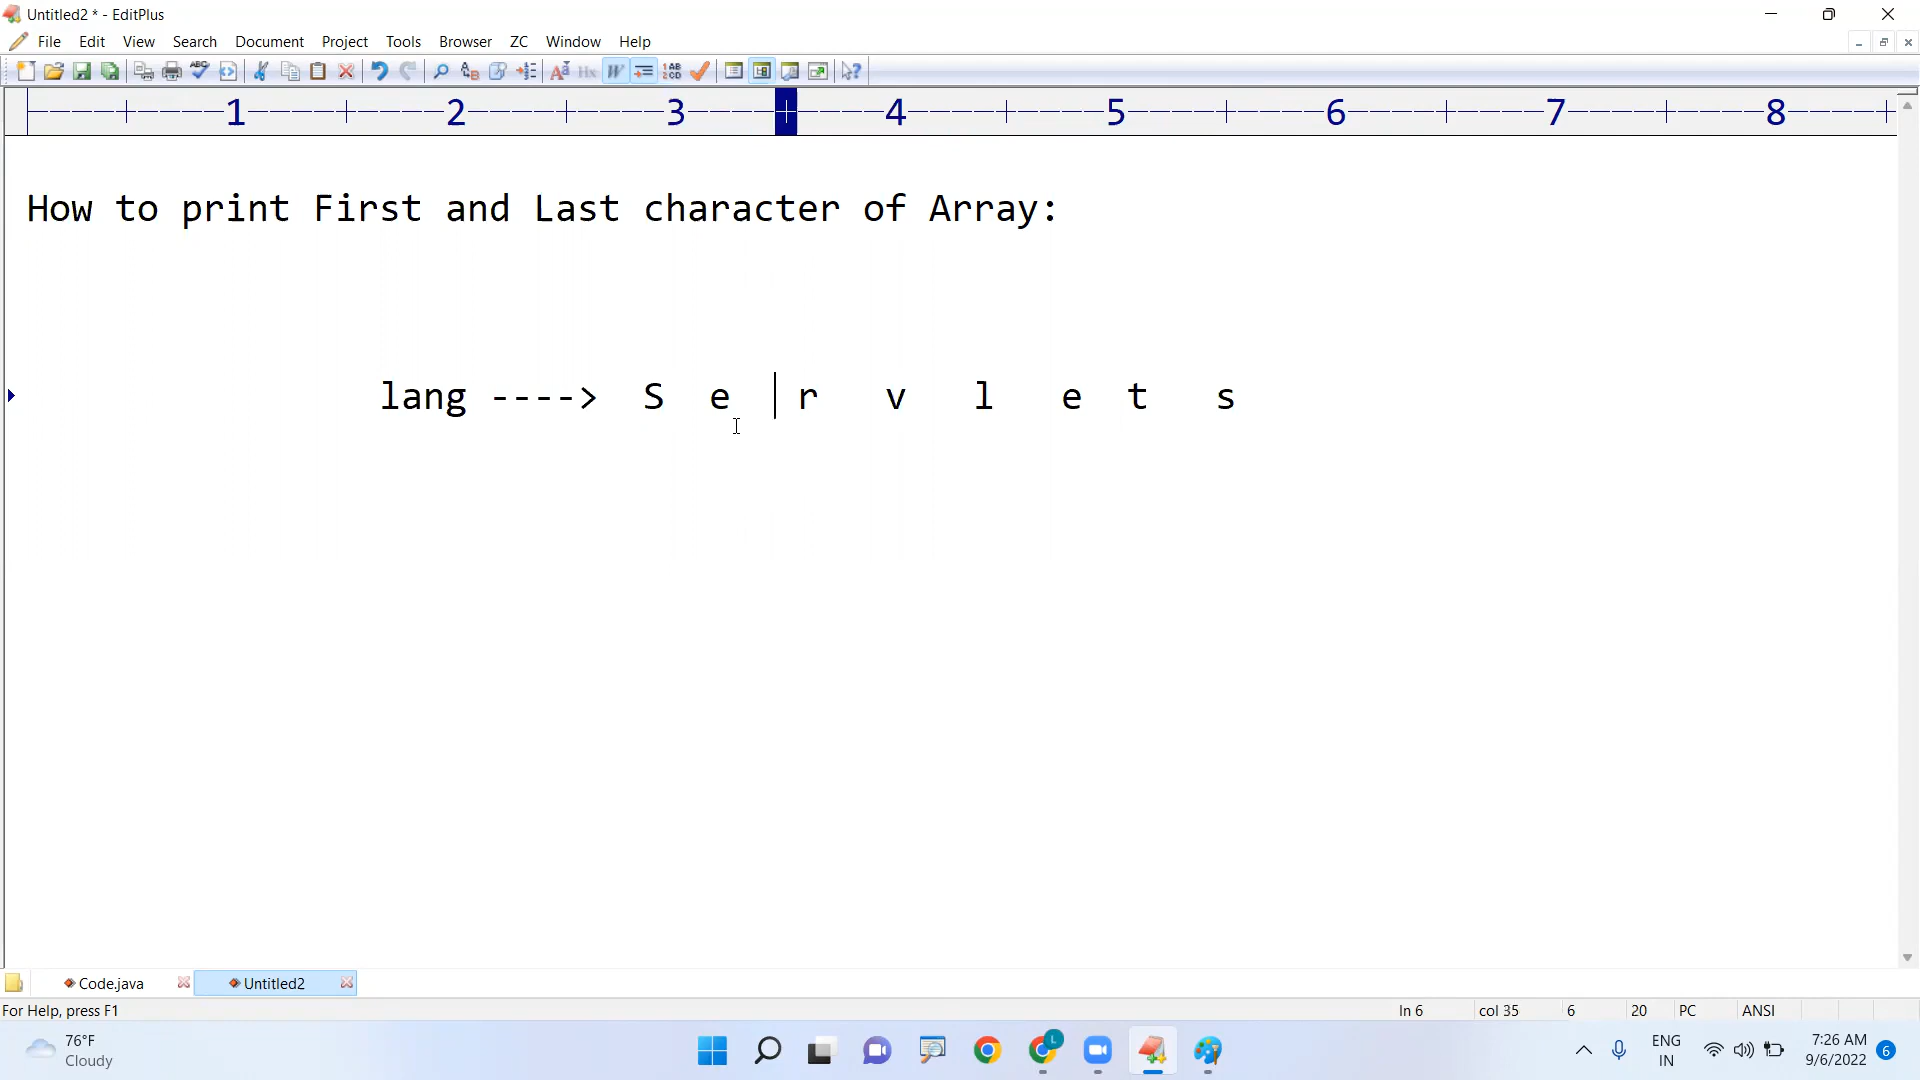 Untitled2 * - EditPlus
File Edit View Search Document Project Tools Browser ZC Window Help
1 2 3 4 5 6 7 8
How to print First and Last character of Array:
lang ----> S e r v l e t s
Code.java Untitled2
For Help, press F1 ln 6 col 35 6 20 PC ANSI
76°F
Cloudy
ENG
IN
7:26 AM
9/6/2022
6